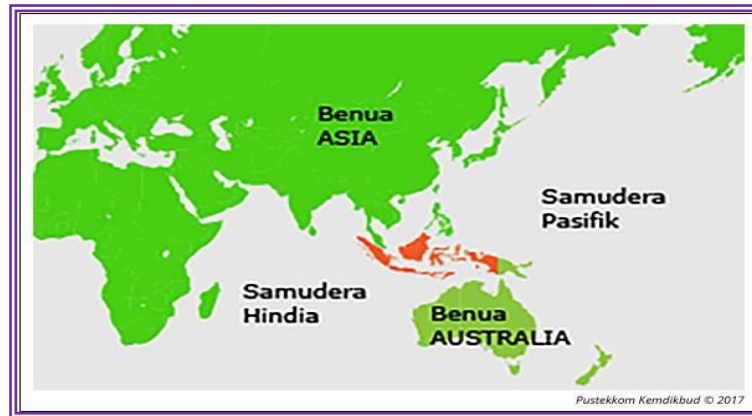 Benua
ASIA
Samudera
Pasifik
Samudera
Hindia
Benua
AUSTRALIA
Pustekkom Kemdikbud © 2017